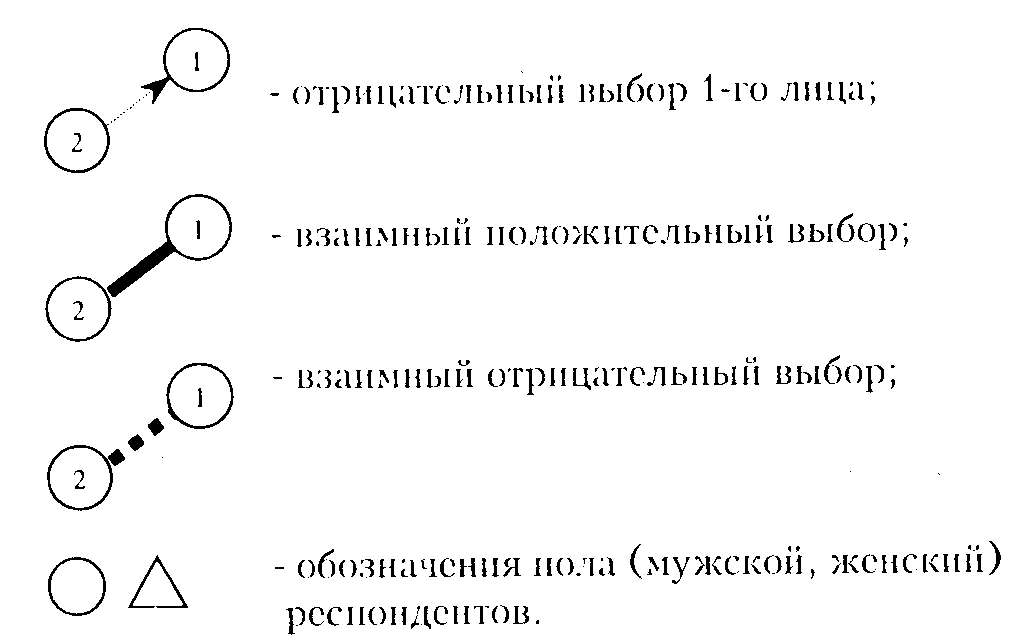 1
- отрицательный выбор 1-го лица;
2
1
- взаимный положительный выбор;
2
- взаимный отрицательный выбор;
1
2
- обозначения пола (мужской, женский)
респондентов.